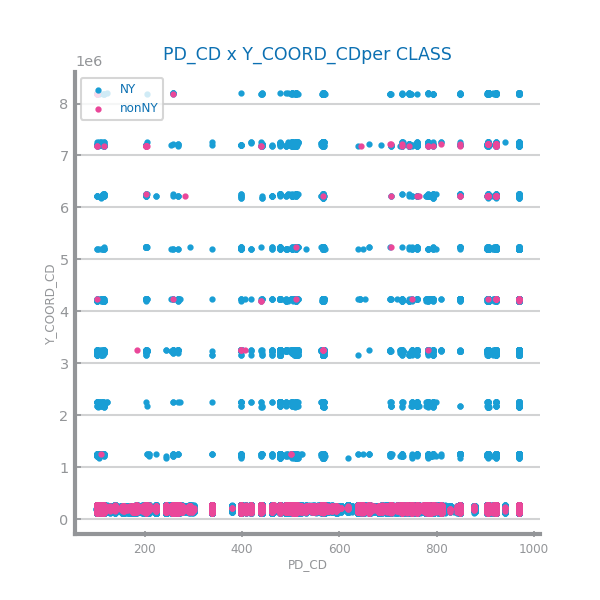 PD_CD x Y_COORD_CDper CLASS
1e6
NY
nonNY
8
7
6
5
4
3
2
1
0
Y_COORD_CD
200
400
600
800
1000
PD_CD